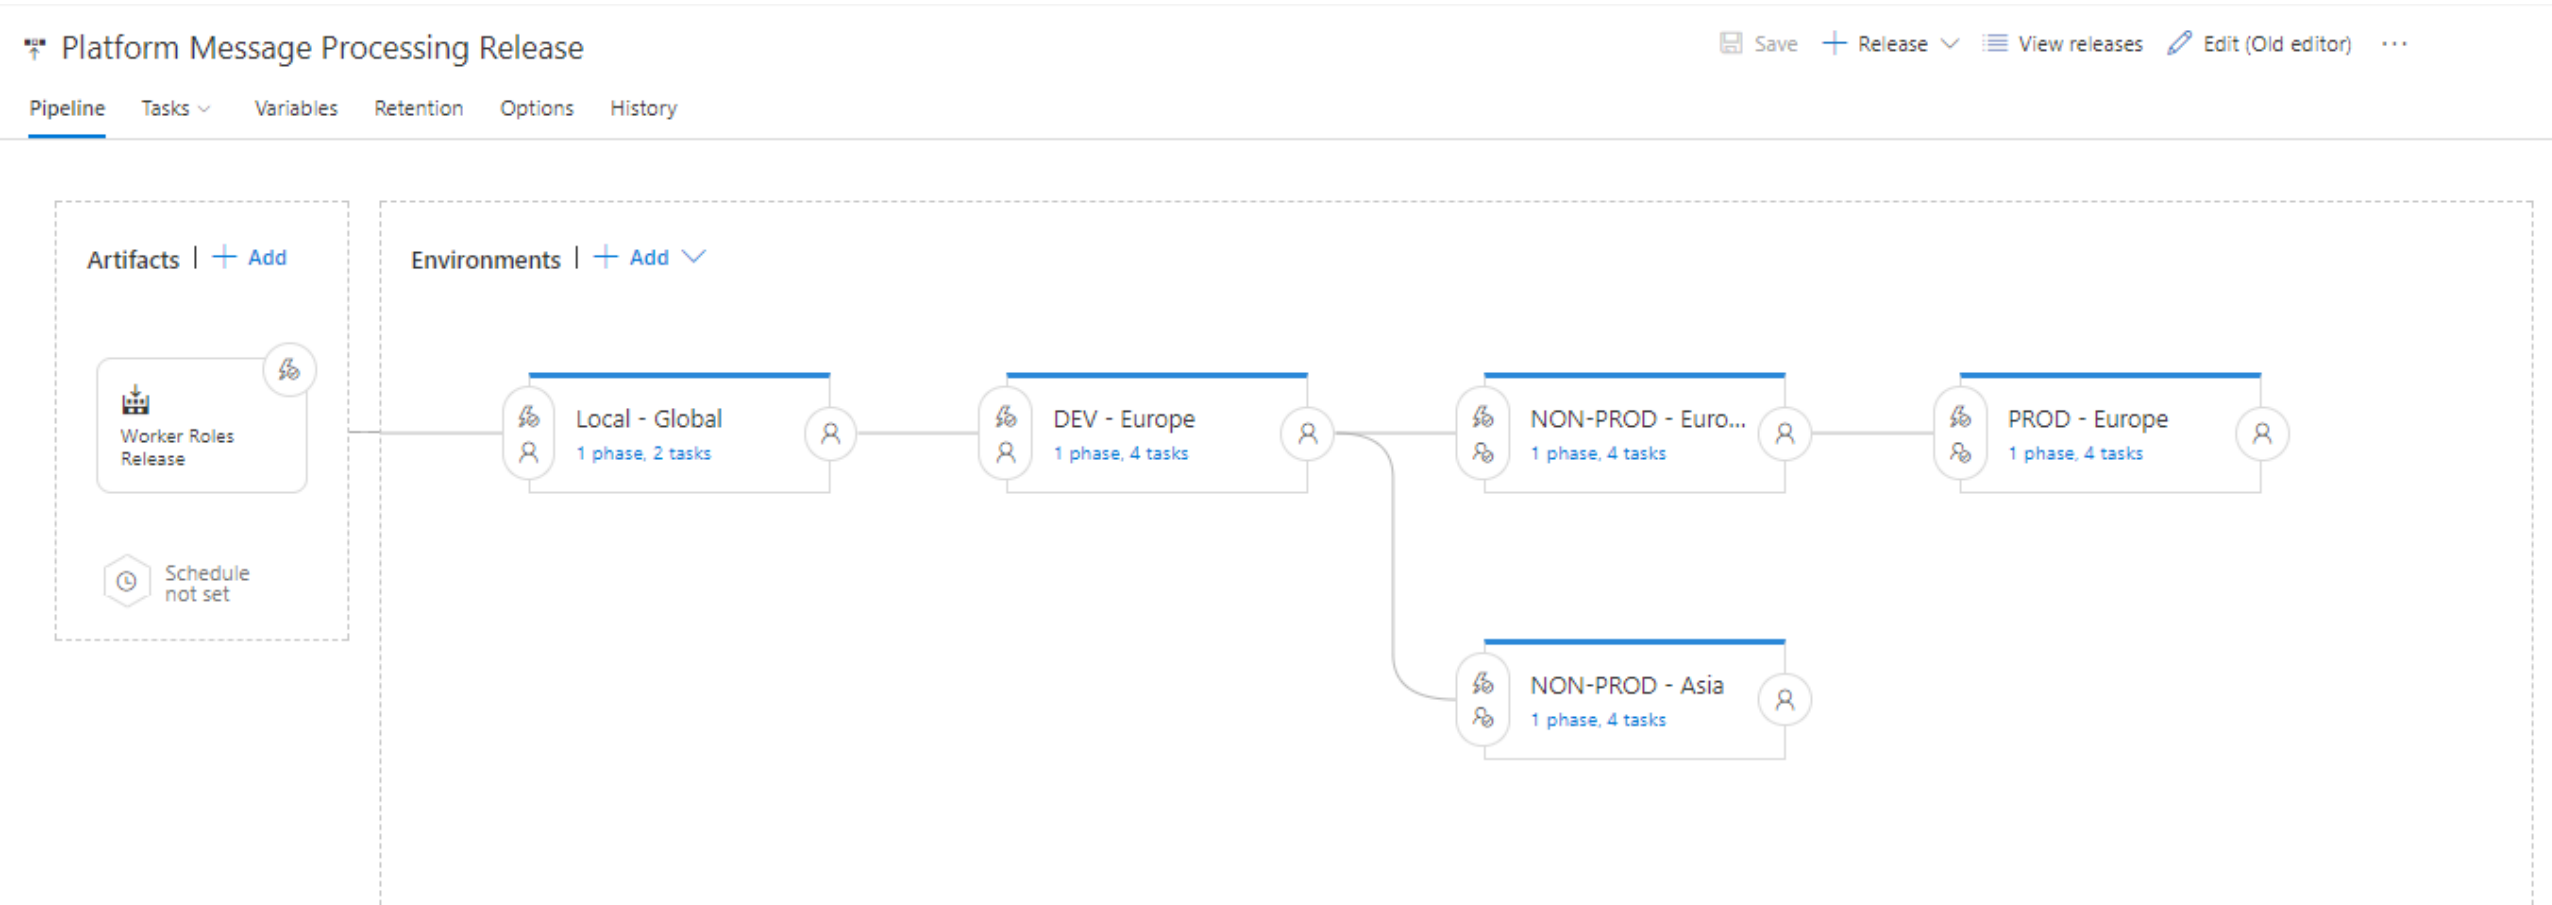 Platform Message Processing Release
Save + Release View releases Edit (Old editor) ...
Pipeline Tasks Variables Retention Options History
Artifacts | + Add
Environments | + Add
Worker Roles
Release
Schedule
not set
Local - Global
1 phase, 2 tasks
DEV - Europe
1 phase, 4 tasks
NON-PROD - Euro...
1 phase, 4 tasks
PROD - Europe
1 phase, 4 tasks
NON-PROD - Asia
1 phase, 4 tasks